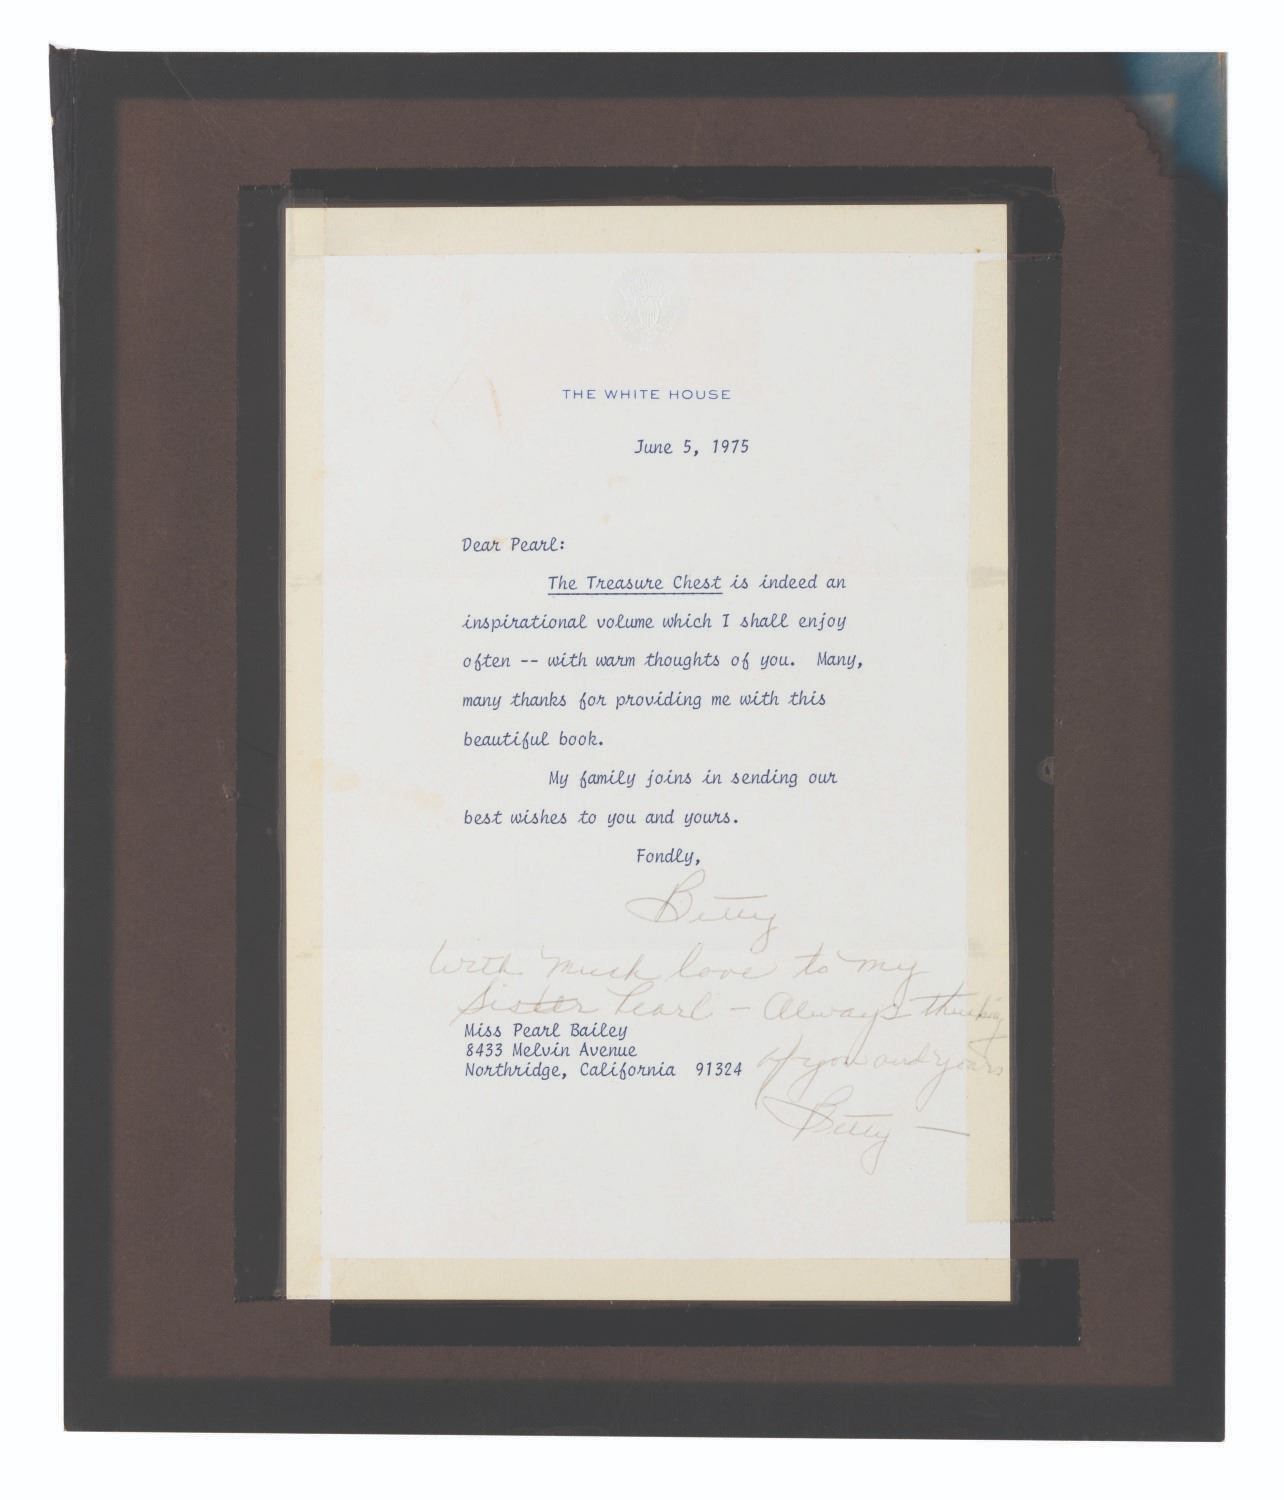 THE WHITE HOUSE
June 5, 1975
Dear Pearl:
The Treasure Chest is indeed an
inspirational volume which I shall enjoy
often -- with warm thoughts of you. Many,
many thanks for providing me with this
beautiful book.
My family joins in sending our
best wishes to you and yours.
Fondly,
Betty
With much love to my
Sister Pearl - Always thinking
of you and yours
Betty —
Miss Pearl Bailey
8433 Melvin Avenue
Northridge, California 91324